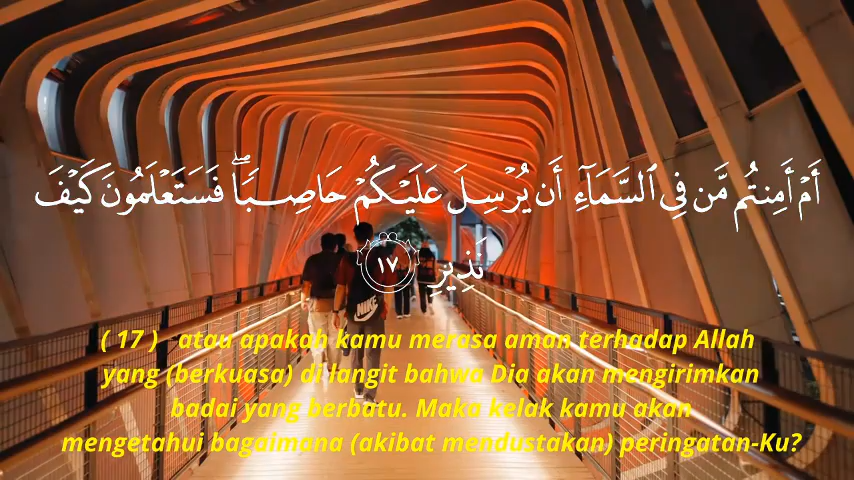 أَمْ أَمِنتُم مَّن فِى ٱلسَّمَآءِ أَن يُرْسِلَ عَلَيْكُمْ حَاصِبًا ۖ فَسَتَعْلَمُونَ كَيْفَ
نَذِيرِ ١٧
NIKE
( 17 ) atau apakah kamu merasa aman terhadap Allah
yang (berkuasa) di langit bahwa Dia akan mengirimkan
badai yang berbatu. Maka kelak kamu akan
mengetahui bagaimana (akibat mendustakan) peringatan-Ku?